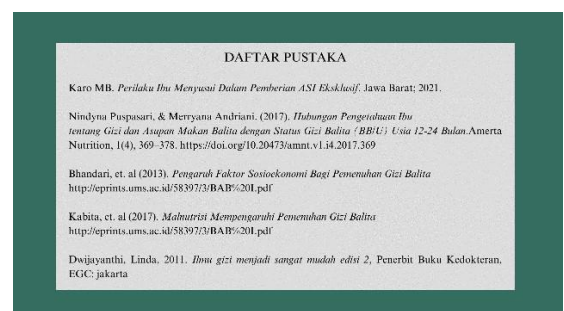 DAFTAR PUSTAKA
Karo MB. Perilaku Ibu Menyusui Dalam Pemberian ASI Eksklusif. Jawa Barat; 2021.
Nindyna Puspasari, & Merryana Andriani. (2017). Hubungan Pengetahuan Ibu
tentang Gizi dan Asupan Makan Balita dengan Status Gizi Balita (BB/U) Usia 12-24 Bulan.Amerta
Nutrition, 1(4), 369–378. https://doi.org/10.20473/amnt.v1.i4.2017.369
Bhandari, et. al (2013). Pengaruh Faktor Sosioekonomi Bagi Pemenuhan Gizi Balita
http://eprints.ums.ac.id/58397/3/BAB%20I.pdf
Kabita, et. al (2017). Malnutrisi Mempengaruhi Pemenuhan Gizi Balita
http://eprints.ums.ac.id/58397/3/BAB%20I.pdf
Dwijayanthi, Linda. 2011. Ilmu gizi menjadi sangat mudah edisi 2, Penerbit Buku Kedokteran,
EGC: jakarta